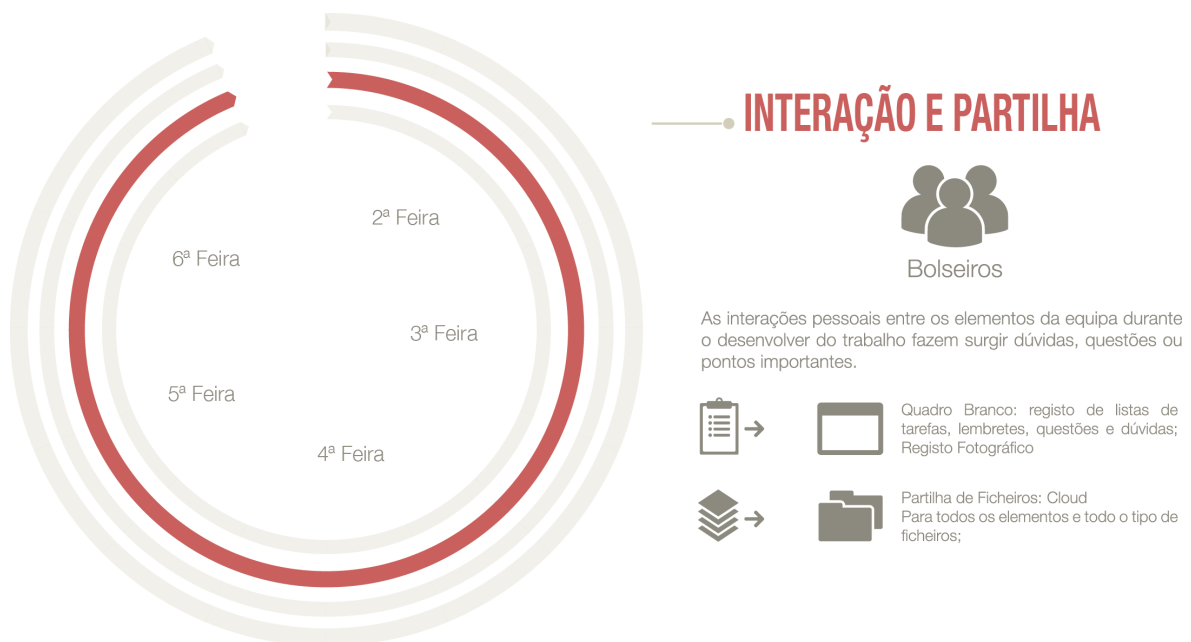 INTERAÇÃO E PARTILHA
Bolseiros
As interações pessoais entre os elementos da equipa durante
o desenvolver do trabalho fazem surgir dúvidas, questões ou
pontos importantes.
Quadro Branco: registo de listas de
tarefas, lembretes, questões e dúvidas;
Registo Fotográfico
Partilha de Ficheiros: Cloud
Para todos os elementos e todo o tipo de
ficheiros;
2ª Feira
3ª Feira
4ª Feira
5ª Feira
6ª Feira